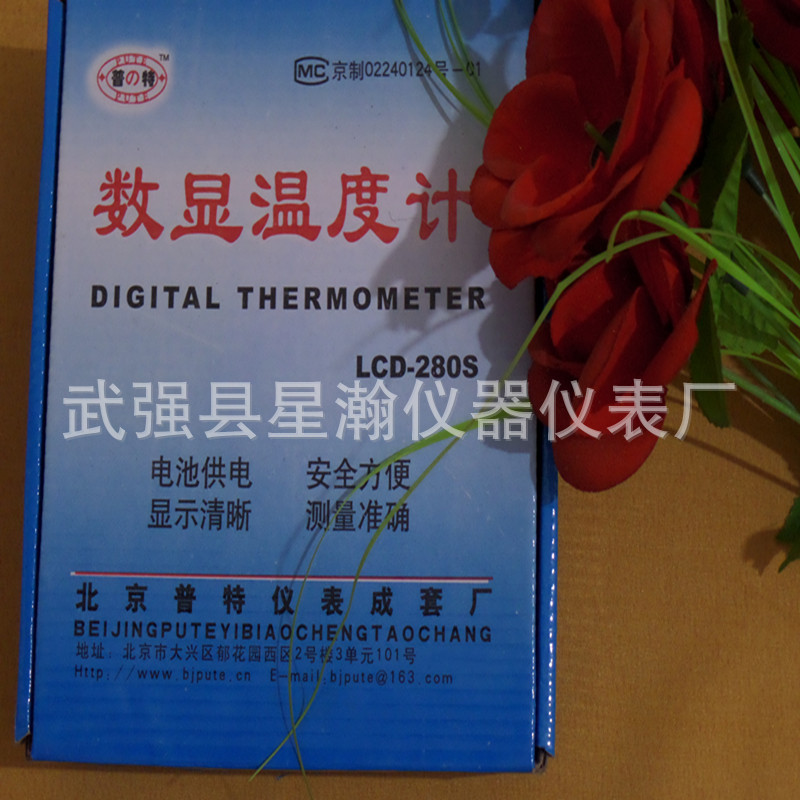 普の特 TM
MC 京制02240124号-01
数显温度计
DIGITAL THERMOMETER
LCD-280S
武强县星瀚仪器仪表厂
电池供电 安全方便
显示清晰 测量准确
北京普特仪表成套厂
BEIJINGPUTEYIBIAOCHENGTAOCHANG
地址：北京市大兴区郁花园西区2号楼3单元101号
Http://www.bjpute.cn E-mail:bjpute@163.com